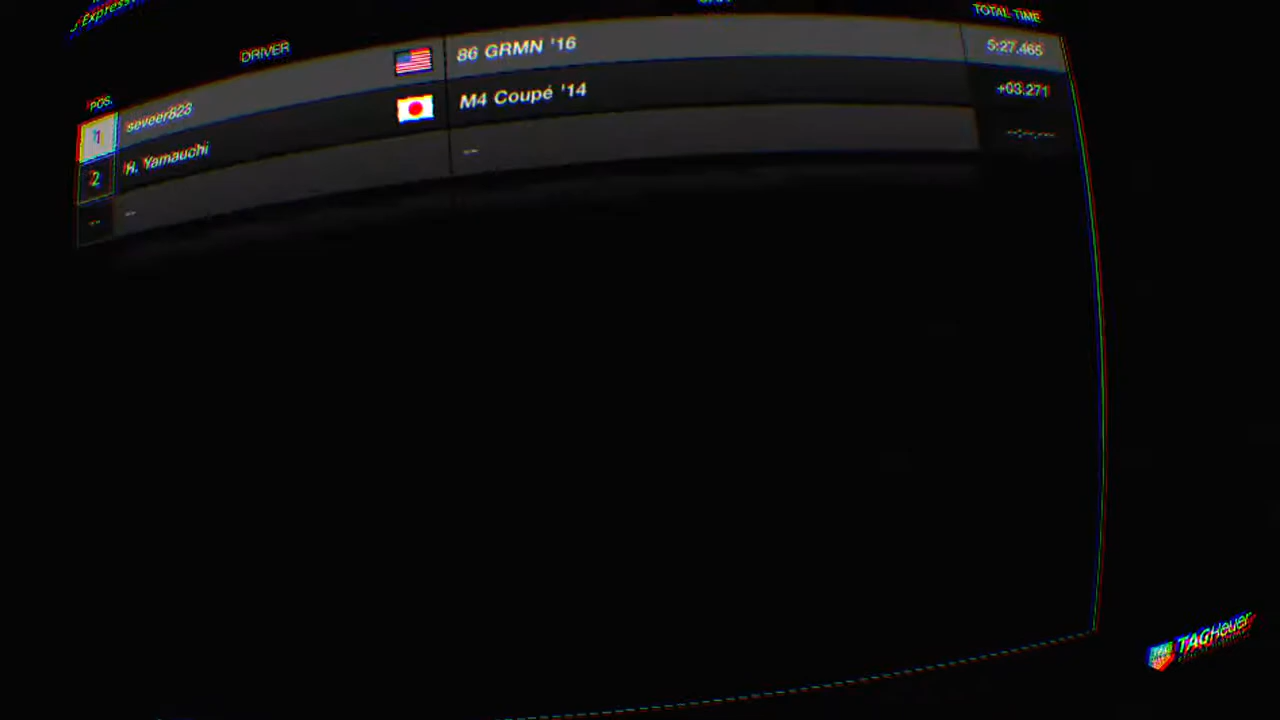 Express
DRIVER
TOTAL TIME
POS.
1 seveer823 86 GRMN '16 5:27.465
2 R. Yamauchi M4 Coupé '14 +03.271
-- -- -- --:--.---
TAGHeuer